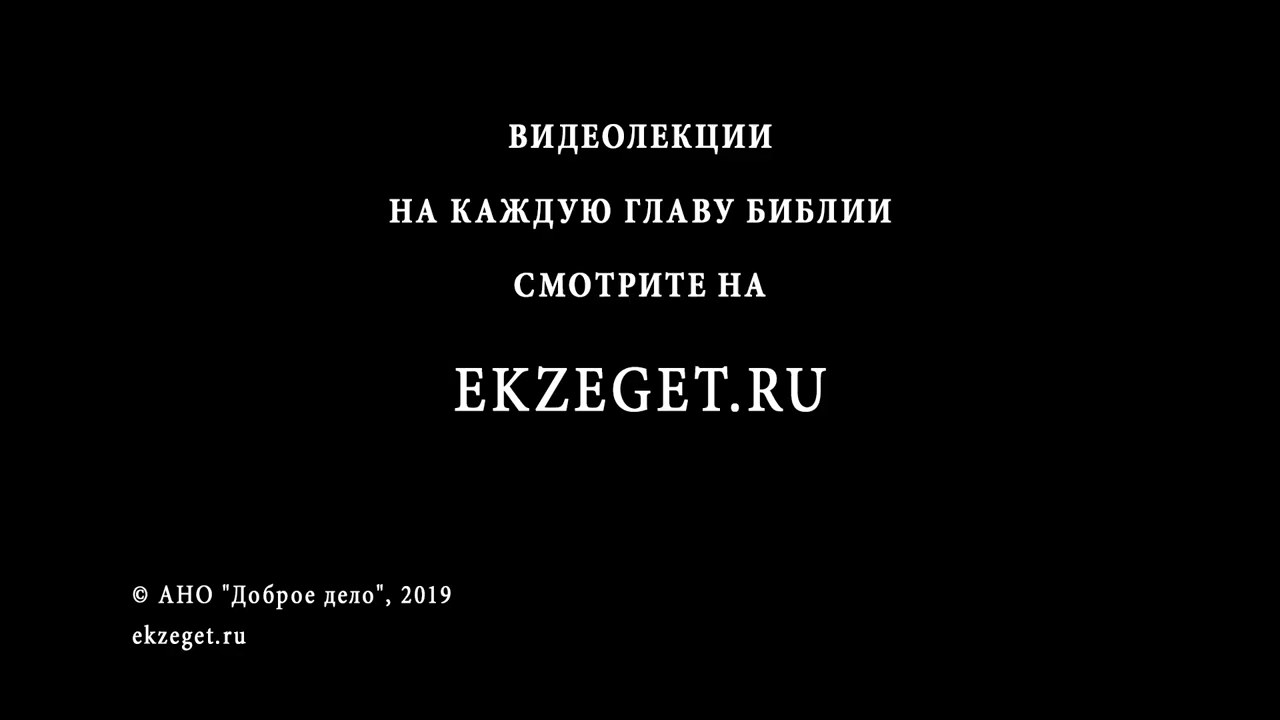 ВИДЕОЛЕКЦИИ
НА КАЖДУЮ ГЛАВУ БИБЛИИ
СМОТРИТЕ НА
EKZEGET.RU
© АНО "Доброе дело", 2019
ekzeget.ru